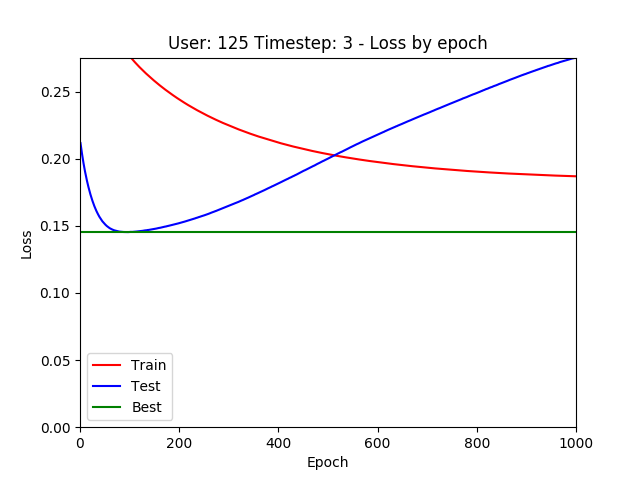 User: 125 Timestep: 3 - Loss by epoch
Loss
0.25
0.20
0.15
0.10
0.05
0.00
Train
Test
Best
0 200 400 600 800 1000
Epoch